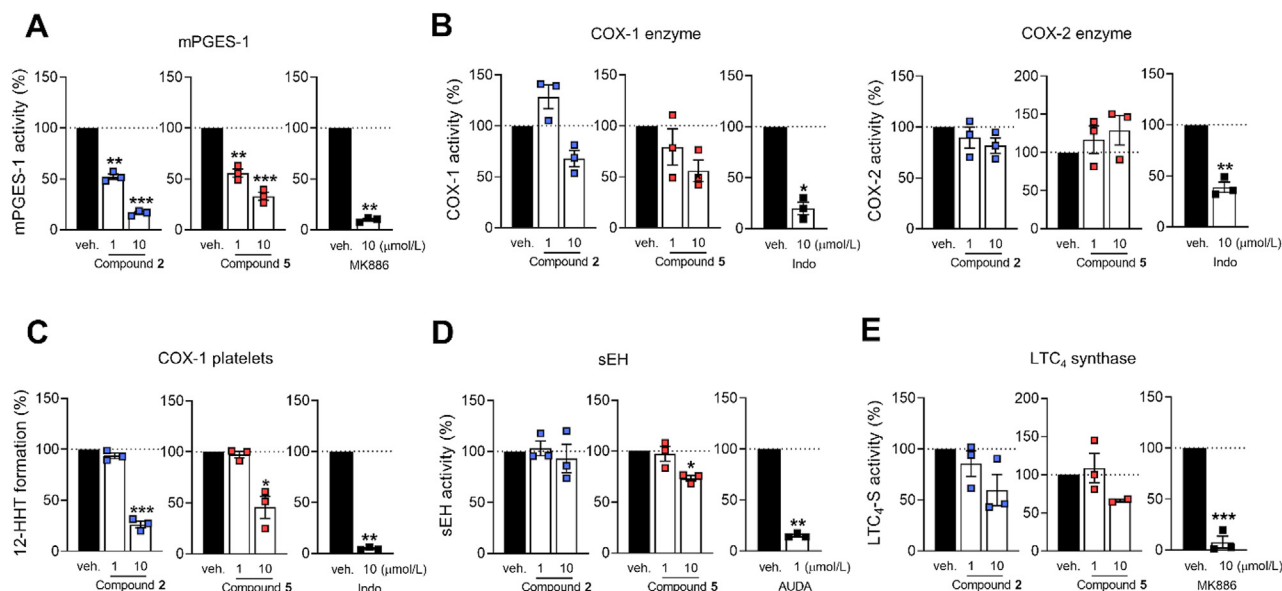 A
mPGES-1
mPGES-1 activity (%)
150
100
50
0
**
***
veh. 1 10
Compound 2
150
100
50
0
**
***
veh. 1 10
Compound 5
150
100
50
0
**
veh. 10 (μmol/L)
MK886
B
COX-1 enzyme
COX-1 activity (%)
150
100
50
0
veh. 1 10
Compound 2
150
100
50
0
veh. 1 10
Compound 5
150
100
50
0
*
veh. 10 (μmol/L)
Indo
COX-2 enzyme
COX-2 activity (%)
150
100
50
0
veh. 1 10
Compound 2
200
150
100
50
0
veh. 1 10
Compound 5
150
100
50
0
**
veh. 10 (μmol/L)
Indo
C
COX-1 platelets
12-HHT formation (%)
150
100
50
0
***
veh. 1 10
Compound 2
150
100
50
0
*
veh. 1 10
Compound 5
150
100
50
0
**
veh. 10 (μmol/L)
Indo
D
sEH
sEH activity (%)
150
100
50
0
veh. 1 10
Compound 2
150
100
50
0
*
veh. 1 10
Compound 5
150
100
50
0
**
veh. 1 (μmol/L)
AUDA
E
LTC4 synthase
LTC4-S activity (%)
150
100
50
0
veh. 1 10
Compound 2
200
150
100
50
0
veh. 1 10
Compound 5
150
100
50
0
***
veh. 10 (μmol/L)
MK886